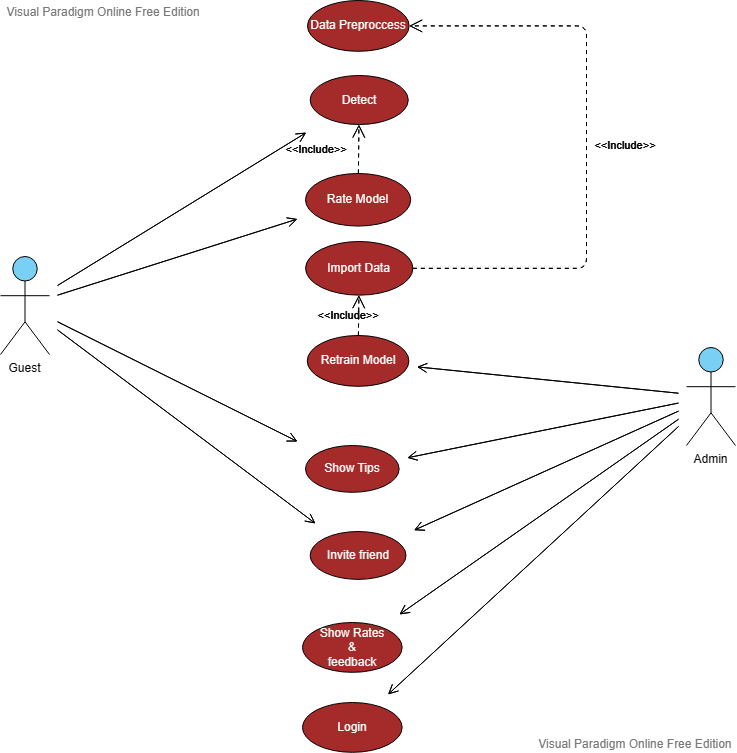 Visual Paradigm Online Free Edition
Data Preproccess
Detect
<<Include>>
<<Include>>
Rate Model
Import Data
<<Include>>
Retrain Model
Guest
Admin
Show Tips
Invite friend
Show Rates
&
feedback
Login
Visual Paradigm Online Free Edition